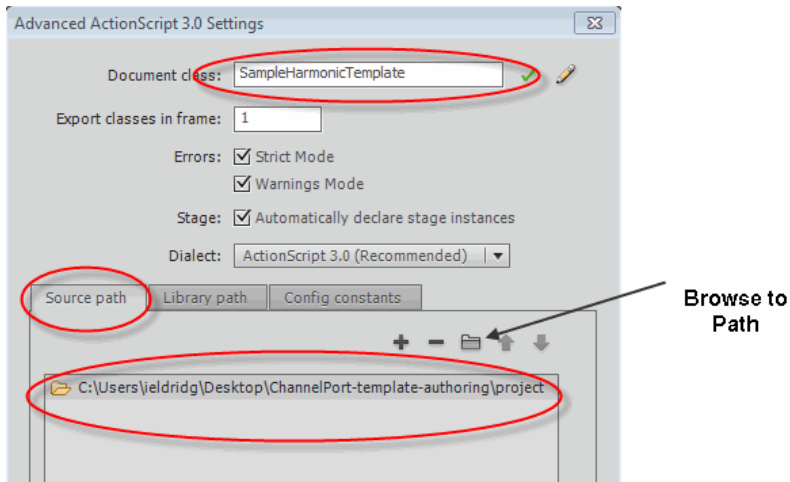 Advanced ActionScript 3.0 Settings
Document class: SampleHarmonicTemplate
Export classes in frame: 1
Errors: Strict Mode
Warnings Mode
Stage: Automatically declare stage instances
Dialect: ActionScript 3.0 (Recommended)
Source path Library path Config constants
Browse to
Path
C:\Users\ieldridg\Desktop\ChannelPort-template-authoring\project